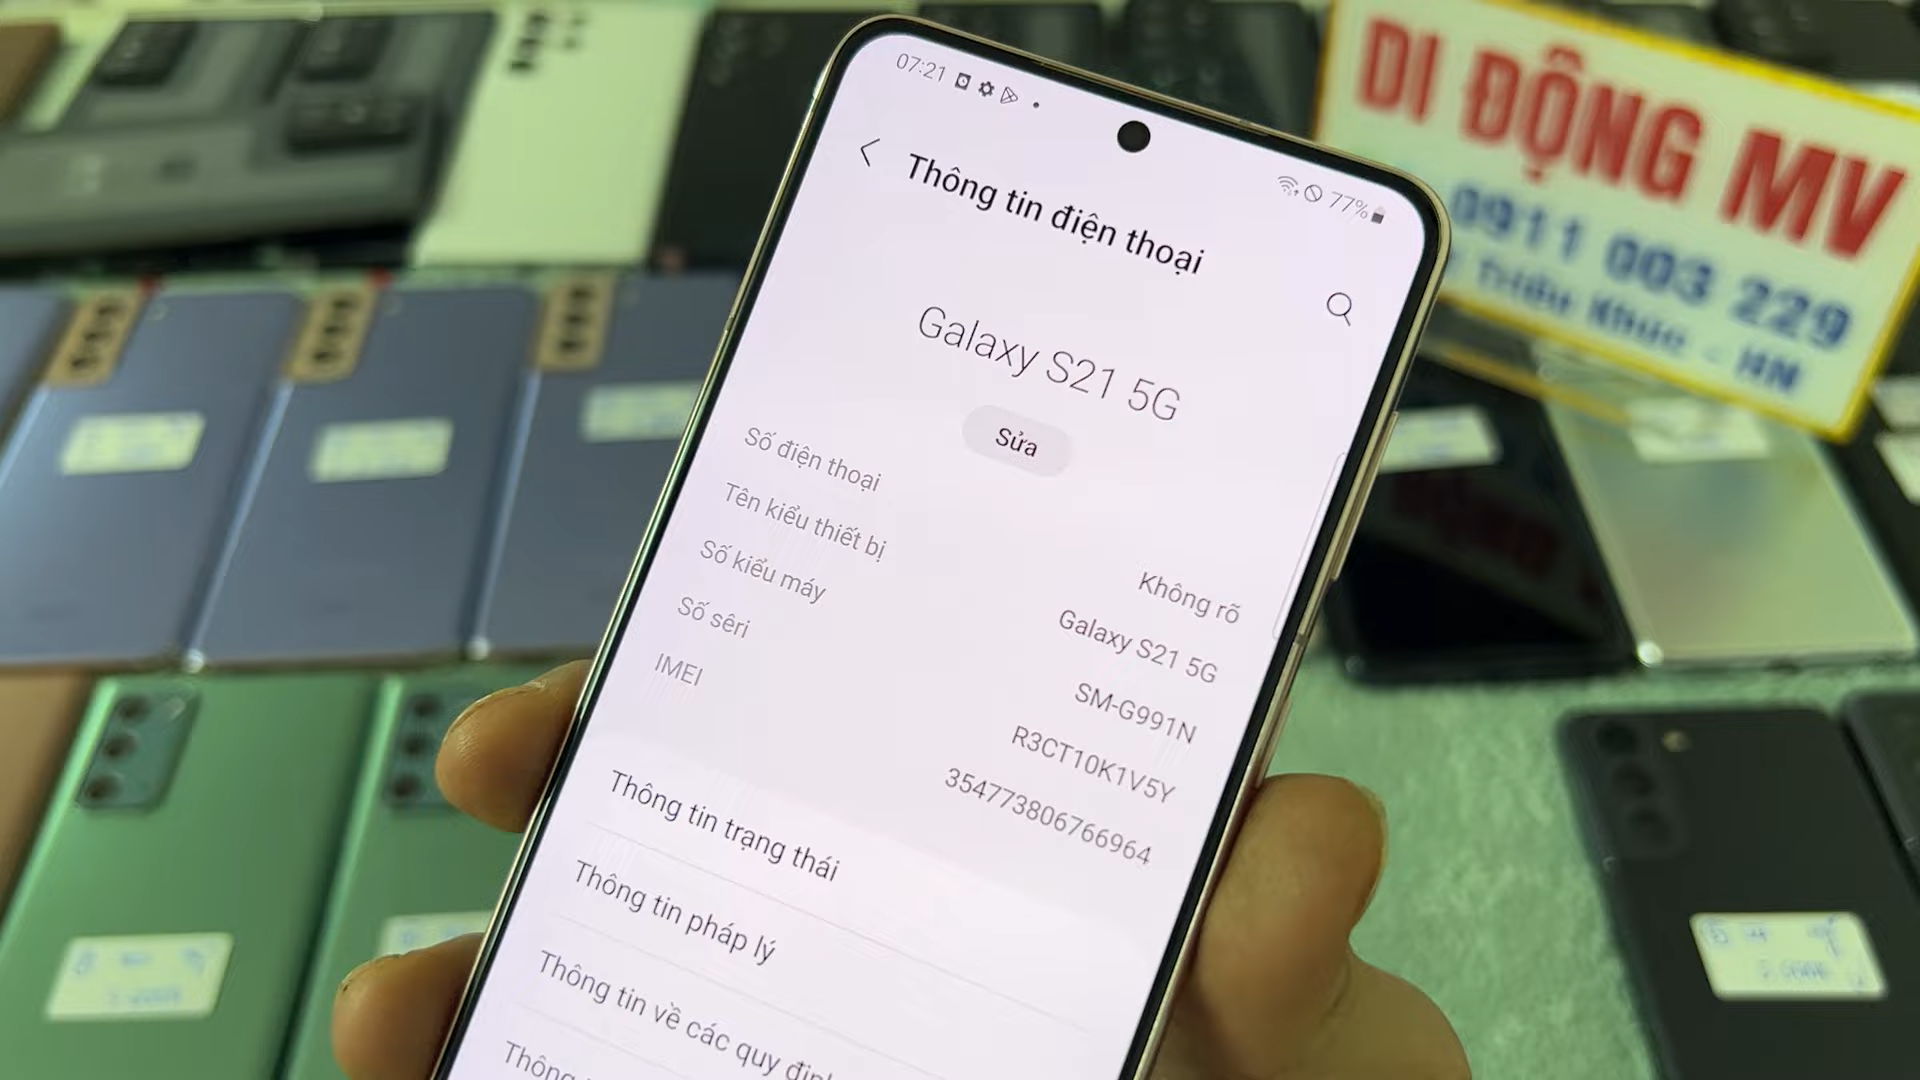 07:21
77%
Thông tin điện thoại
Galaxy S21 5G
Sửa
Số điện thoại
Không rõ
Tên kiểu thiết bị
Galaxy S21 5G
Số kiểu máy
SM-G991N
Số sêri
R3CT10K1V5Y
IMEI
354773806766964
Thông tin trạng thái
Thông tin pháp lý
Thông tin về các quy định
Thông
DI ĐỘNG MV
0911 003 229
Triều Khúc - HN